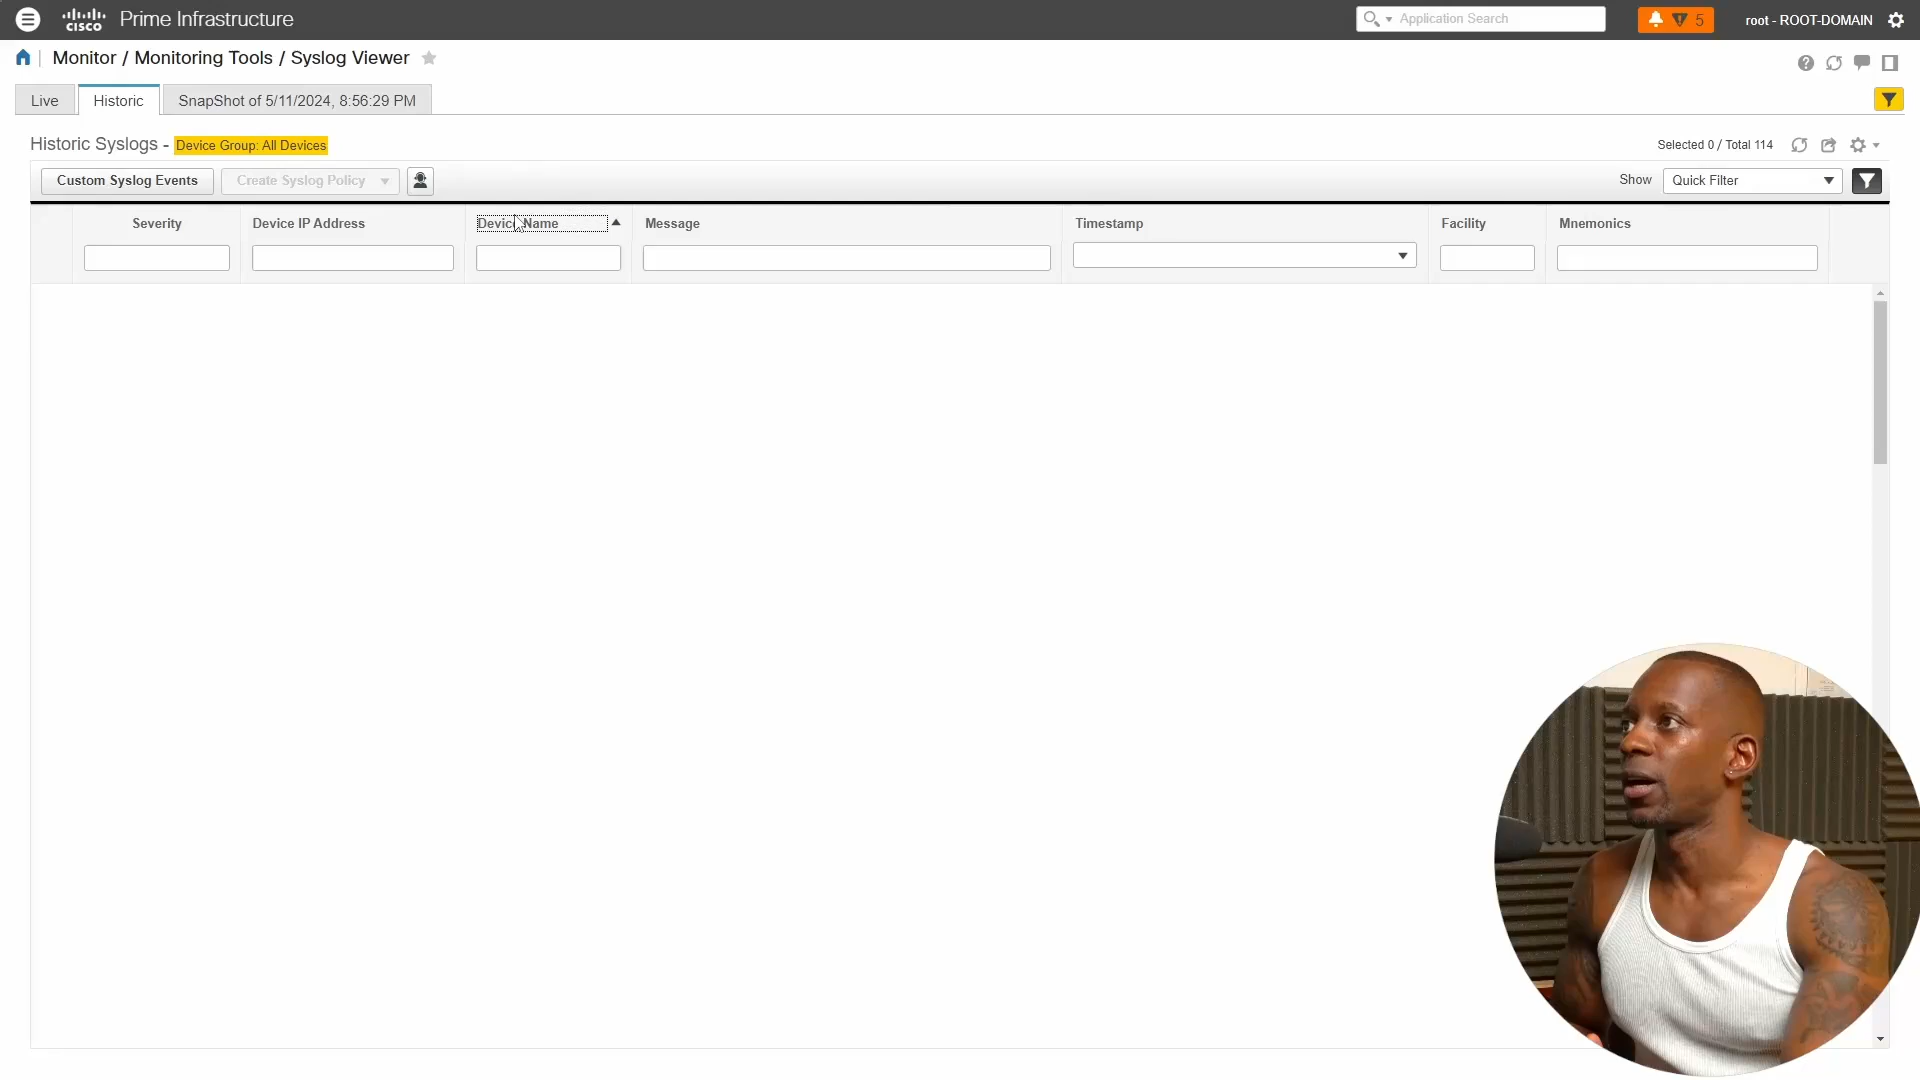 cisco Prime Infrastructure
Application Search
5
root - ROOT-DOMAIN
Monitor / Monitoring Tools / Syslog Viewer
Live
Historic
SnapShot of 5/11/2024, 8:56:29 PM
Historic Syslogs - Device Group: All Devices
Selected 0 / Total 114
Custom Syslog Events
Create Syslog Policy
Show
Quick Filter
Severity
Device IP Address
Device Name
Message
Timestamp
Facility
Mnemonics